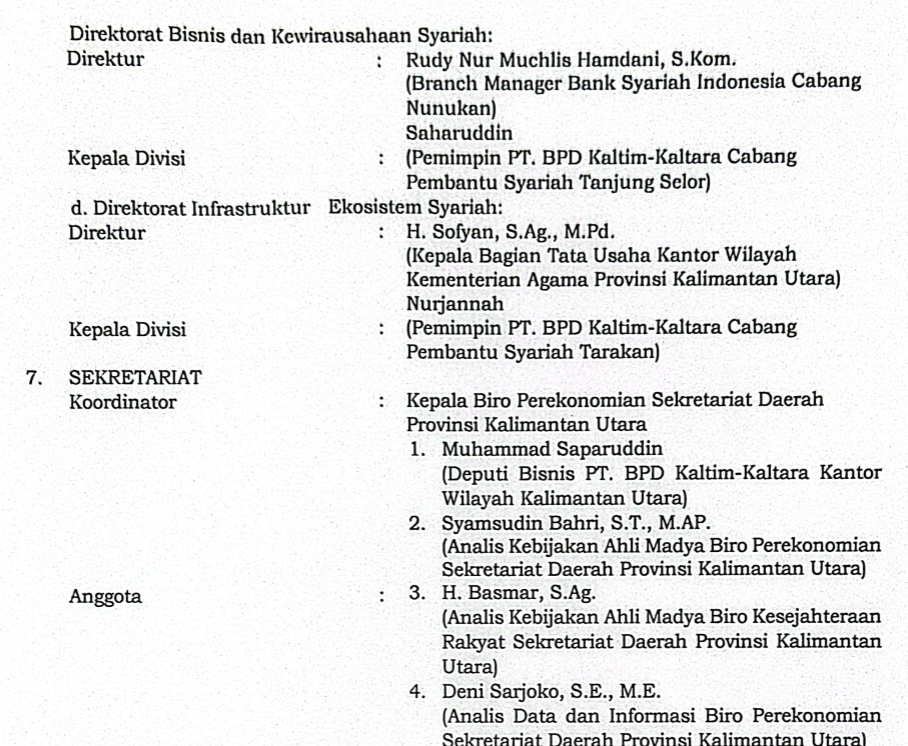 Direktorat Bisnis dan Kewirausahaan Syariah:
Direktur : Rudy Nur Muchlis Hamdani, S.Kom.
(Branch Manager Bank Syariah Indonesia Cabang
Nunukan)
Saharuddin
Kepala Divisi : (Pemimpin PT. BPD Kaltim-Kaltara Cabang
Pembantu Syariah Tanjung Selor)
d. Direktorat Infrastruktur Ekosistem Syariah:
Direktur : H. Sofyan, S.Ag., M.Pd.
(Kepala Bagian Tata Usaha Kantor Wilayah
Kementerian Agama Provinsi Kalimantan Utara)
Nurjannah
Kepala Divisi : (Pemimpin PT. BPD Kaltim-Kaltara Cabang
Pembantu Syariah Tarakan)
7. SEKRETARIAT
Koordinator : Kepala Biro Perekonomian Sekretariat Daerah
Provinsi Kalimantan Utara
1. Muhammad Saparuddin
(Deputi Bisnis PT. BPD Kaltim-Kaltara Kantor
Wilayah Kalimantan Utara)
2. Syamsudin Bahri, S.T., M.AP.
(Analis Kebijakan Ahli Madya Biro Perekonomian
Sekretariat Daerah Provinsi Kalimantan Utara)
Anggota : 3. H. Basmar, S.Ag.
(Analis Kebijakan Ahli Madya Biro Kesejahteraan
Rakyat Sekretariat Daerah Provinsi Kalimantan
Utara)
4. Deni Sarjoko, S.E., M.E.
(Analis Data dan Informasi Biro Perekonomian
Sekretariat Daerah Provinsi Kalimantan Utara)